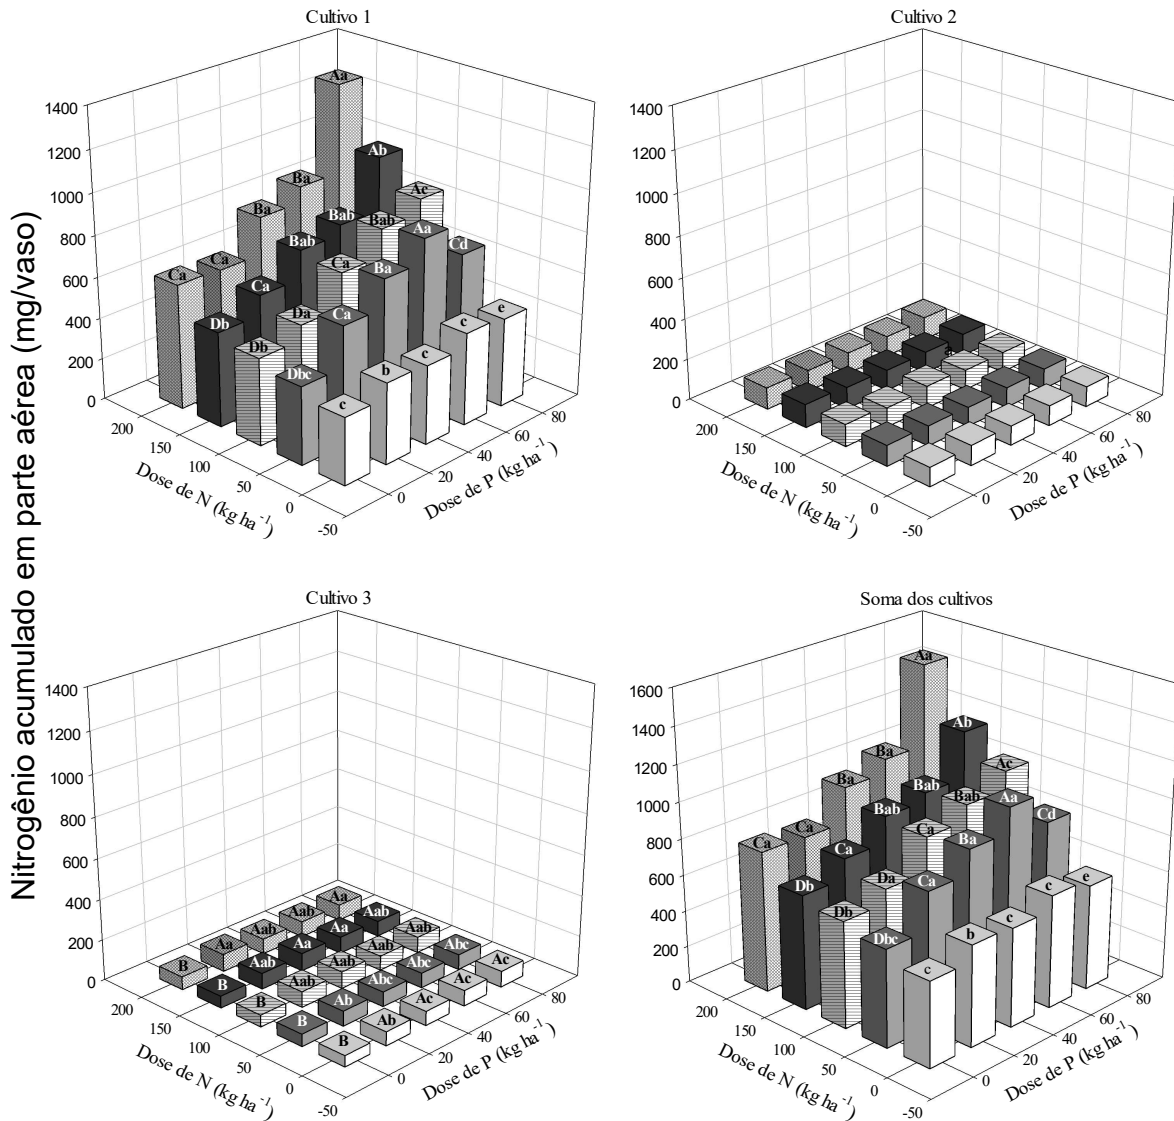 Nitrogênio acumulado em parte aérea (mg/vaso)
Cultivo 1
1400
1200
1000
800
600
400
200
0
Aa
Ab
Ac
Cd
e
Ba
Bab
Bab
Aa
c
Ba
Bab
Ca
Ba
c
Ca
Ca
Da
Ca
b
Ca
Db
Db
Dbc
c
200
150
100
50
0
-50
Dose de N (kg ha⁻¹)
0
20
40
60
80
Dose de P (kg ha⁻¹)
Cultivo 2
1400
1200
1000
800
600
400
200
0
a
200
150
100
50
0
-50
Dose de N (kg ha⁻¹)
0
20
40
60
80
Dose de P (kg ha⁻¹)
Cultivo 3
1400
1200
1000
800
600
400
200
0
Aa
Aab
Aab
Abc
Ac
Aab
Aa
Aab
Abc
Ac
Aab
Aa
Aab
Abc
Ac
Aa
Aab
Aab
Ab
Ab
B
B
B
B
B
200
150
100
50
0
-50
Dose de N (kg ha⁻¹)
0
20
40
60
80
Dose de P (kg ha⁻¹)
Soma dos cultivos
1600
1400
1200
1000
800
600
400
200
0
Aa
Ab
Ac
Cd
e
Ba
Bab
Bab
Aa
c
Ba
Bab
Ca
Ba
c
Ca
Ca
Da
Ca
b
Ca
Db
Db
Dbc
c
200
150
100
50
0
-50
Dose de N (kg ha⁻¹)
0
20
40
60
80
Dose de P (kg ha⁻¹)